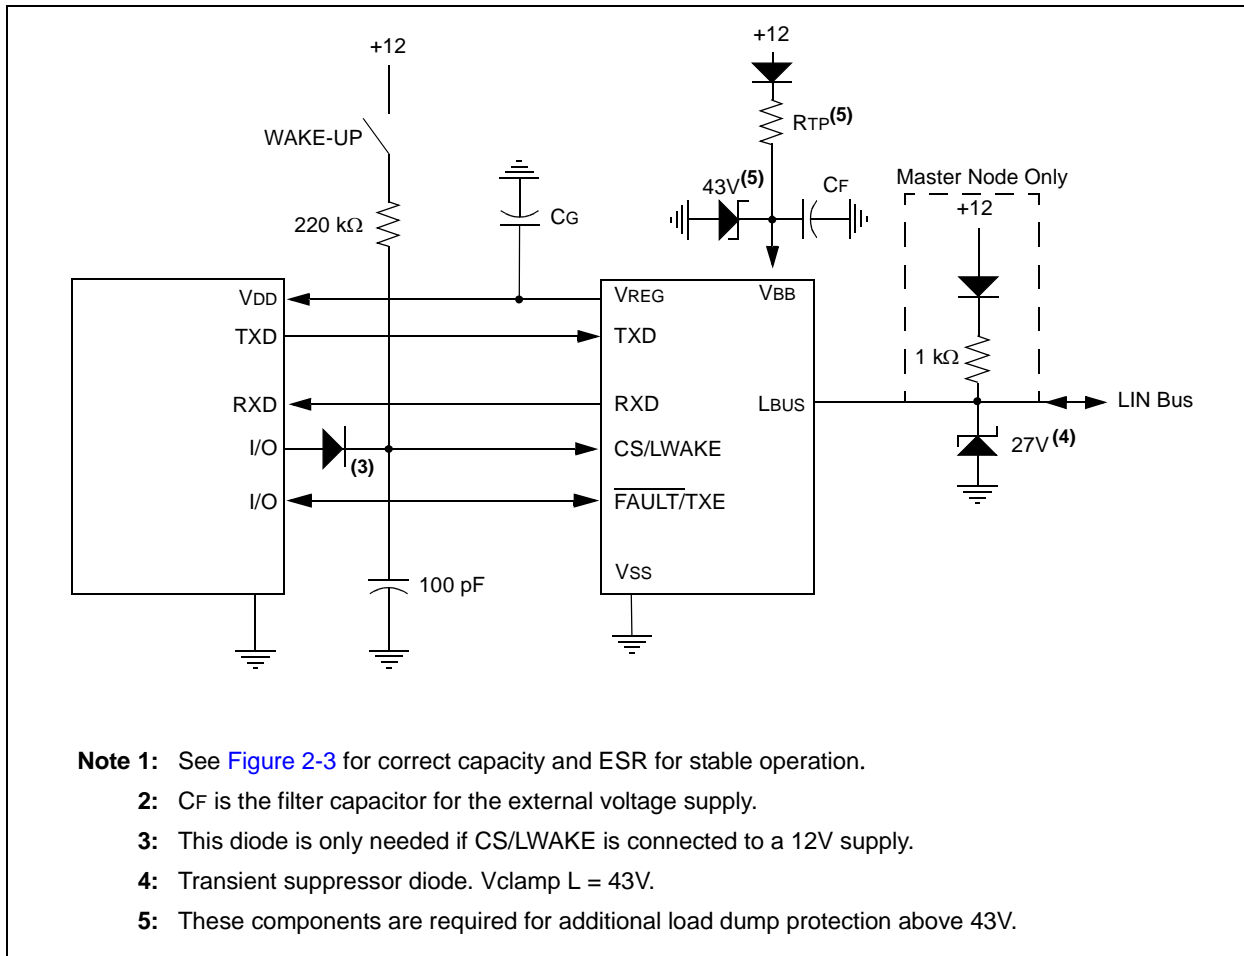 +12
+12
WAKE-UP
RTP(5)
43V(5)
CF
Master Node Only
+12
220 kΩ
CG
VDD
VREG
VBB
TXD
TXD
1 kΩ
RXD
RXD
LBUS
LIN Bus
I/O
(3)
CS/LWAKE
27V(4)
I/O
FAULT/TXE
VSS
100 pF
Note 1: See Figure 2-3 for correct capacity and ESR for stable operation.
2: CF is the filter capacitor for the external voltage supply.
3: This diode is only needed if CS/LWAKE is connected to a 12V supply.
4: Transient suppressor diode. Vclamp L = 43V.
5: These components are required for additional load dump protection above 43V.